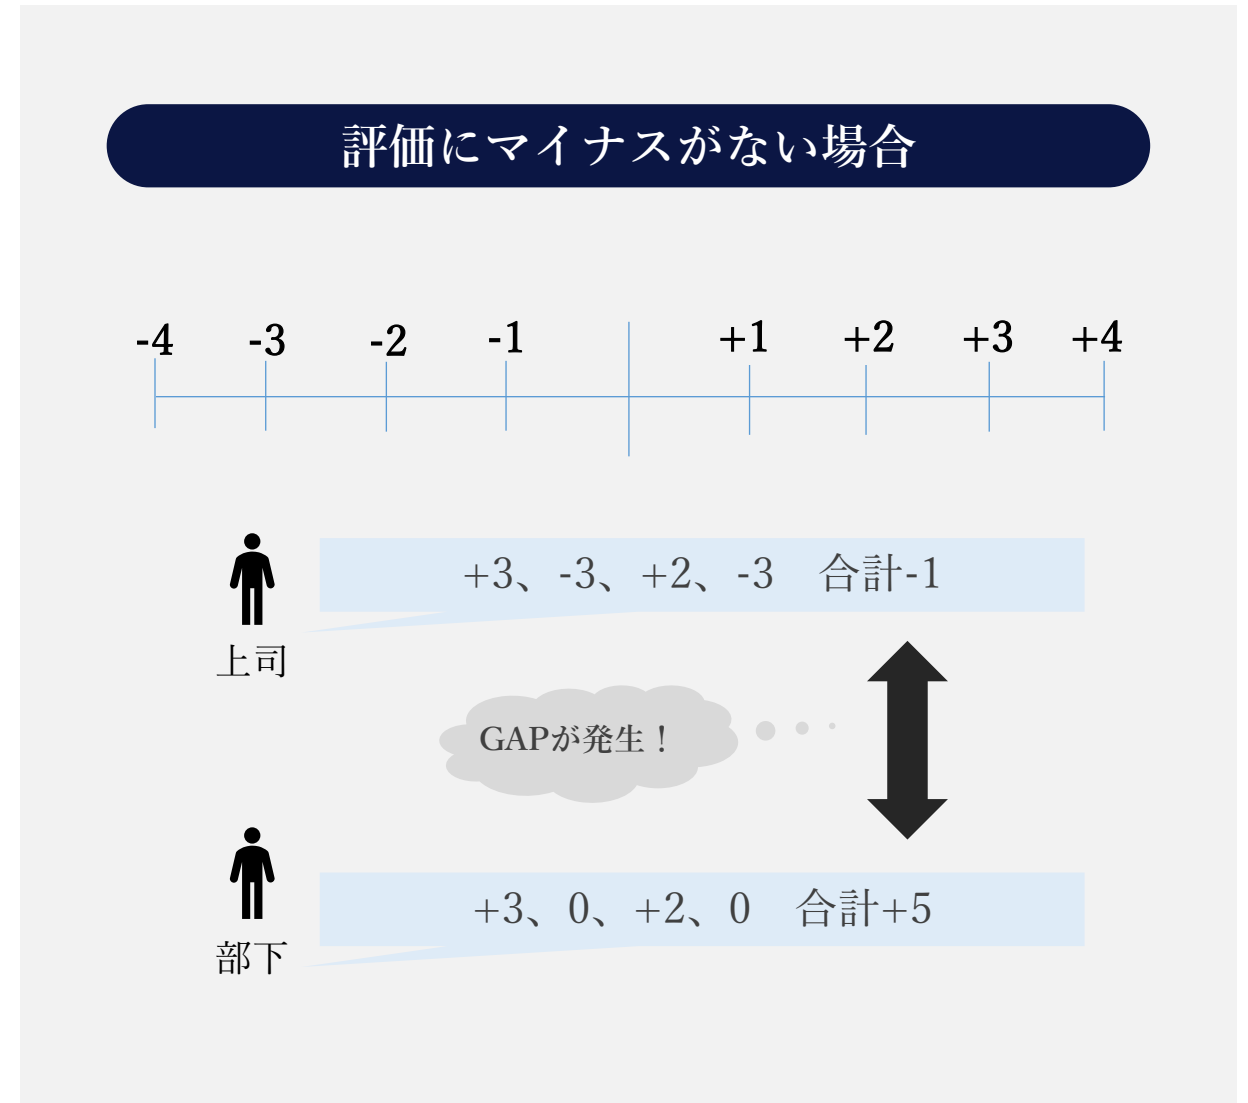 評価にマイナスがない場合
-4 -3 -2 -1 +1 +2 +3 +4
+3、-3、+2、-3　合計-1
上司
GAPが発生！
+3、0、+2、0　合計+5
部下